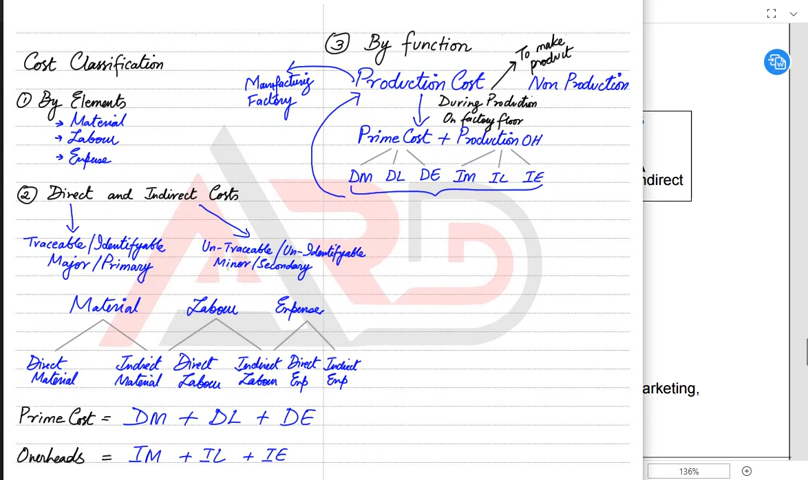 Cost Classification
① By Elements
→ Material
→ Labour
→ Expense
② Direct and Indirect Costs
Traceable/Identifyable
Major/Primary
Un-Traceable/Un-Identifyable
Minor/Secondary
Material Labour Expense
Direct Material
Indirect Material
Direct Labour
Indirect Labour
Direct Exp
Indirect Exp
Prime Cost = DM + DL + DE
Overheads = IM + IL + IE
③ By function
To make product
Manufacturing
Factory
Production Cost
Non Production
During Production
On factory floor
Prime Cost + Production OH
DM DL DE IM IL IE
ARD
ndirect
arketing,
136%